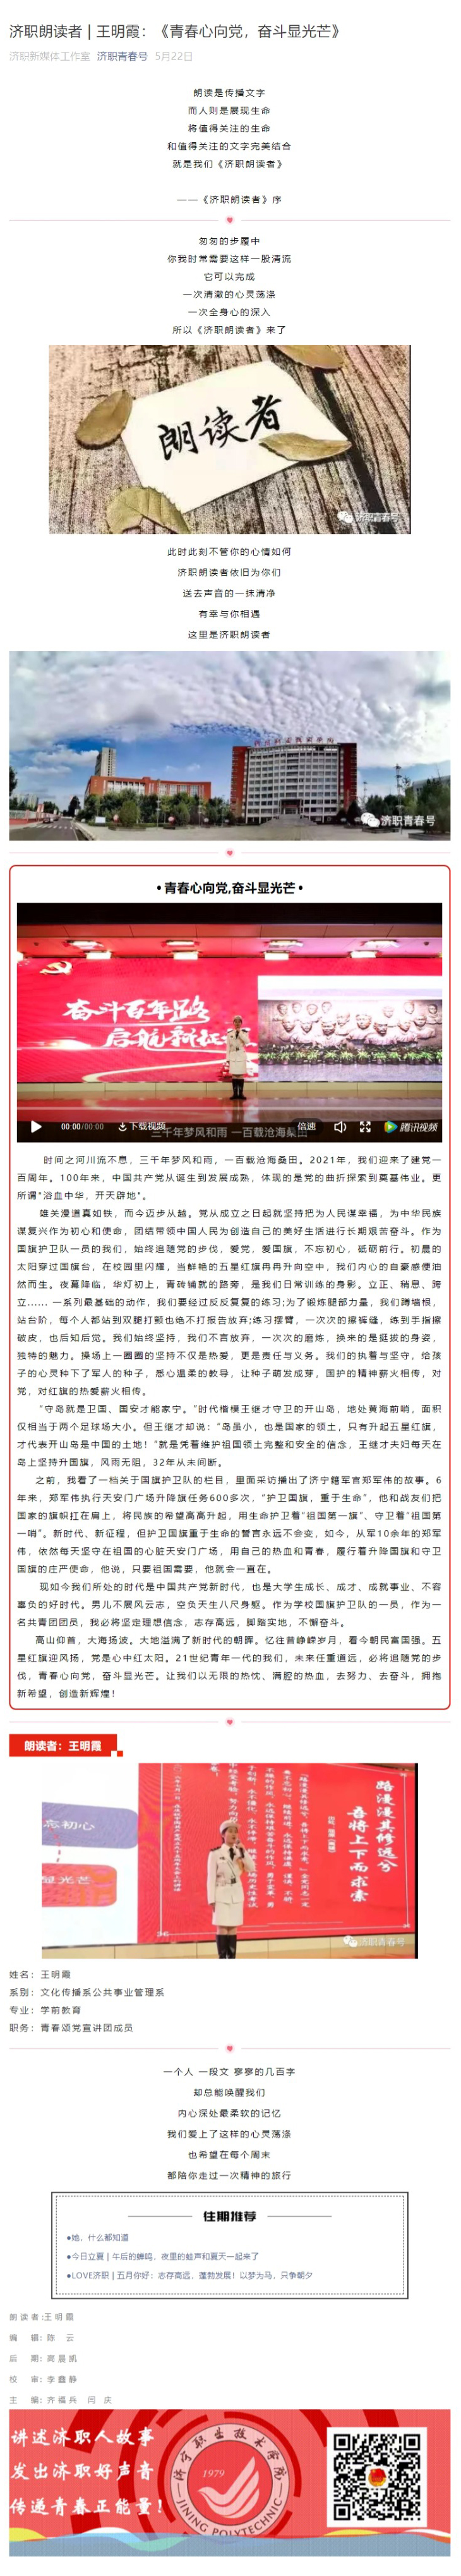 济职朗读者 | 王明霞：《青春心向党，奋斗显光芒》
济职新媒体工作室 济职青春号 5月22日
朗读是传播文字
而人则是展现生命
将值得关注的生命
和值得关注的文字完美结合
就是我们《济职朗读者》
——《济职朗读者》序
匆匆的步履中
你我时常需要这样一股清流
它可以完成
一次清澈的心灵荡涤
一次全身心的深入
所以《济职朗读者》来了
朗读者
济职青春号
此时此刻不管你的心情如何
济职朗读者依旧为你们
送去声音的一抹清净
有幸与你相遇
这里是济职朗读者
济职青春号
• 青春心向党,奋斗显光芒 •
奋斗百年路
启航新征
00:00/00:00 下载视频 倍速 腾讯视频
三千年梦风和雨 一百载沧海桑田
时间之河川流不息，三千年梦风和雨，一百载沧海桑田。2021年，我们迎来了建党一
百周年。100年来，中国共产党从诞生到发展成熟，体现的是党的曲折探索到奠基伟业。更
所谓"浴血中华，开天辟地"。
雄关漫道真如铁，而今迈步从越。党从成立之日起就坚持把为人民谋幸福，为中华民族
谋复兴作为初心和使命，团结带领中国人民为创造自己的美好生活进行长期艰苦奋斗。作为
国旗护卫队一员的我们，始终追随党的步伐，爱党，爱国旗，不忘初心，砥砺前行。初晨的
太阳穿过国旗台，在校园里闪耀，当鲜艳的五星红旗冉冉升向空中，我们内心的自豪感便油
然而生。夜幕降临，华灯初上，青砖铺就的路旁，是我们日常训练的身影。立正、稍息、跨
立...... 一系列最基础的动作，我们要经过反反复复的练习;为了锻炼腿部力量，我们蹲墙根，
站台阶，每个人都站到双腿打颤也绝不打报告放弃;练习摆臂，一次次的擦裤缝，练到手指擦
破皮，也后知后觉。我们始终坚持，我们不言放弃，一次次的磨炼，换来的是挺拔的身姿，
独特的魅力。操场上一圈圈的坚持不仅是热爱，更是责任与义务。我们的执着与坚守，给孩
子的心灵种下了军人的种子，悉心温柔的教导，让种子萌发成芽，国护的精神薪火相传，对
党，对红旗的热爱薪火相传。
“守岛就是卫国、国安才能家宁。”时代楷模王继才守卫的开山岛，地处黄海前哨，面积
仅相当于两个足球场大小。但王继才却说：“岛虽小，也是国家的领土，只有升起五星红旗，
才代表开山岛是中国的土地！”就是凭着维护祖国领土完整和安全的信念，王继才夫妇每天在
岛上坚持升国旗，风雨无阻，32年从未间断。
之前，我看了一档关于国旗护卫队的栏目，里面采访播出了济宁籍军官郑军伟的故事。6
年来，郑军伟执行天安门广场升降旗任务600多次，“护卫国旗，重于生命”，他和战友们把
国家的旗帜扛在肩上，将民族的希望高高升起，用生命护卫着“祖国第一旗”、守卫着“祖国第
一哨”。新时代、新征程，但护卫国旗重于生命的誓言永远不会变，如今，从军10余年的郑军
伟，依然每天坚守在祖国的心脏天安门广场，用自己的热血和青春，履行着升降国旗和守卫
国旗的庄严使命，他说，只要祖国需要，他就会一直在。
现如今我们所处的时代是中国共产党新时代，也是大学生成长、成才、成就事业、不容
辜负的好时代。男儿不展风云志，空负天生八尺身躯。作为学校国旗护卫队的一员，作为一
名共青团团员，我必将坚定理想信念，志存高远，脚踏实地，不懈奋斗。
高山仰首，大海扬波。大地溢满了新时代的朝晖。忆往昔峥嵘岁月，看今朝民富国强。五
星红旗迎风扬，党是心中红太阳。21世纪青年一代的我们，未来任重道远，必将追随党的步
伐，青春心向党，奋斗显光芒。让我们以无限的热忱、满腔的热血，去努力、去奋斗，拥抱
新希望，创造新辉煌！
朗读者：王明霞
忘初心
显光芒
路漫漫其修远兮
吾将上下而求索
济职青春号
姓名：王明霞
系别：文化传播系公共事业管理系
专业：学前教育
职务：青春颂党宣讲团成员
一个人 一段文 寥寥的几百字
却总能唤醒我们
内心深处最柔软的记忆
我们爱上了这样的心灵荡涤
也希望在每个周末
都陪你走过一次精神的旅行
往期推荐
●她，什么都知道
●今日立夏 | 午后的蝉鸣，夜里的蛙声和夏天一起来了
●LOVE济职 | 五月你好：志存高远，蓬勃发展！以梦为马，只争朝夕
朗 读 者 :王 明 霞
编 辑: 陈 云
后 期: 周 晨 凯
校 审: 李 鑫 静
主 编: 齐 福 兵 闫 庆
讲述济职人故事
发出济职好声音
传递青春正能量！
济宁职业技术学院
1979
JINING POLYTECHNIC